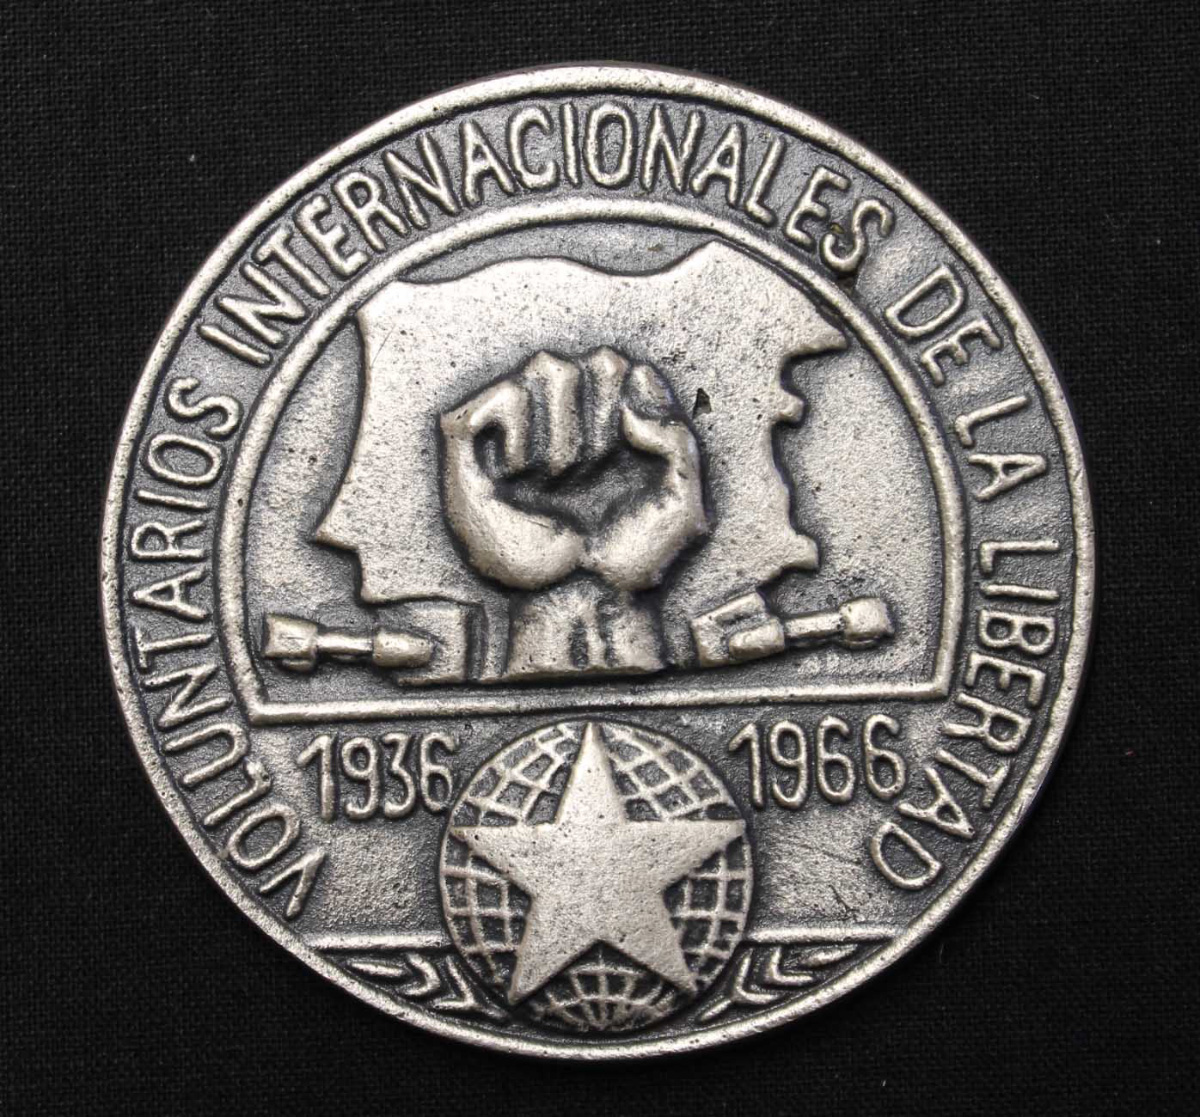 VOLUNTARIOS INTERNACIONALES DE LA LIBERTAD
1936 1966